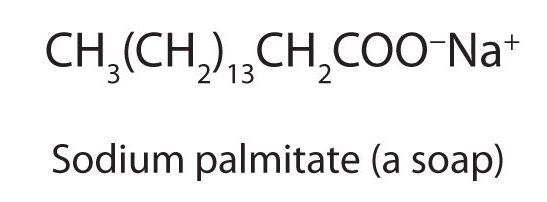 CH₃(CH₂)₁₃CH₂COO⁻Na⁺
Sodium palmitate (a soap)